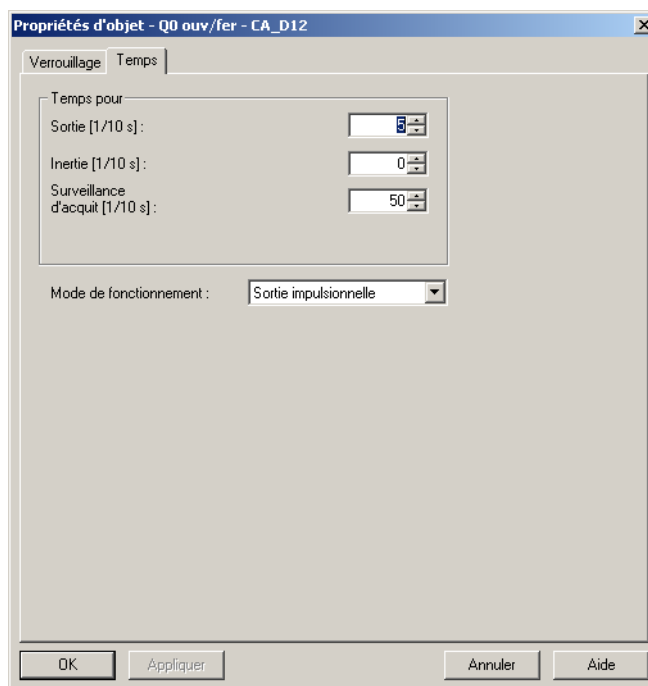 Propriétés d'objet - Q0 ouv/fer - CA_D12
Verrouillage Temps
Temps pour
Sortie [1/10 s] : 5
Inertie [1/10 s] : 0
Surveillance
d'acquit [1/10 s] : 50
Mode de fonctionnement : Sortie impulsionnelle
OK Appliquer Annuler Aide